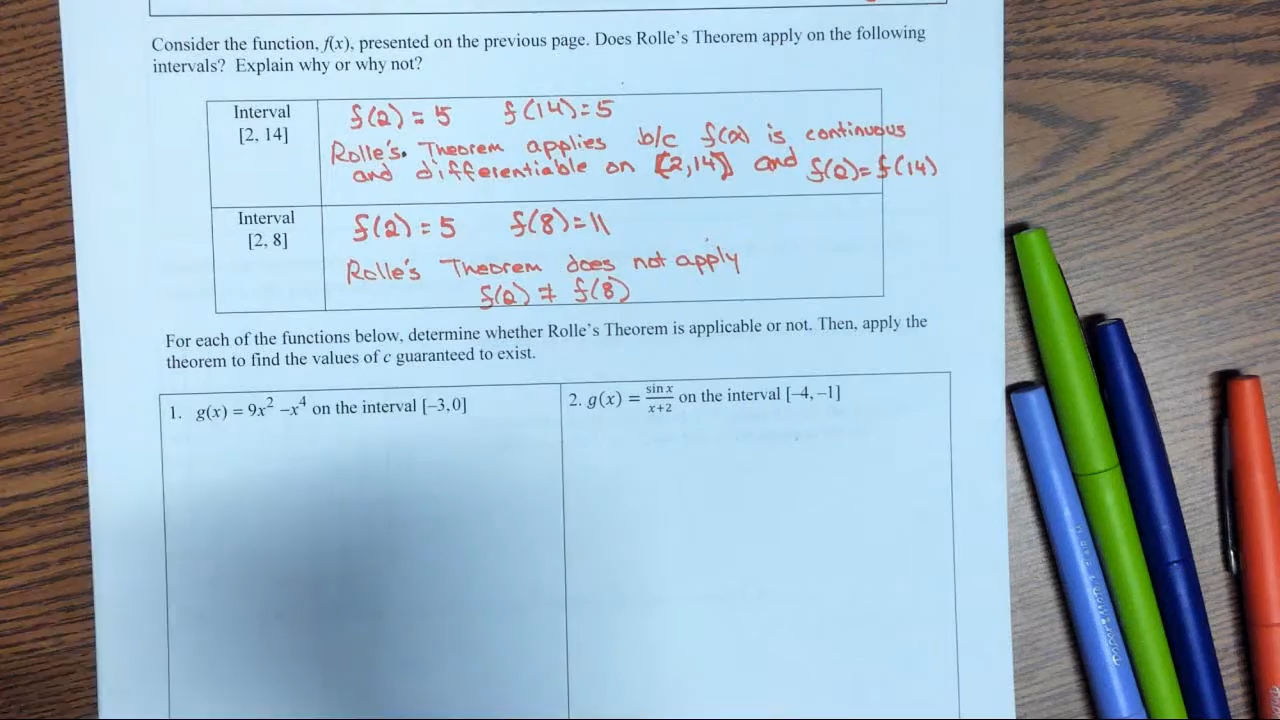 Consider the function, f(x), presented on the previous page. Does Rolle's Theorem apply on the following
intervals? Explain why or why not?
Interval
[2, 14]
f(2) = 5 f(14) = 5
Rolle's Theorem applies b/c f(x) is continuous
and differentiable on [2,14] and f(2) = f(14)
Interval
[2, 8]
f(2) = 5 f(8) = 11
Rolle's Theorem does not apply
f(2) ≠ f(8)
For each of the functions below, determine whether Rolle's Theorem is applicable or not. Then, apply the
theorem to find the values of c guaranteed to exist.
1. g(x) = 9x² –x⁴ on the interval [–3,0]
2. g(x) = sin x / x+2 on the interval [–4, –1]